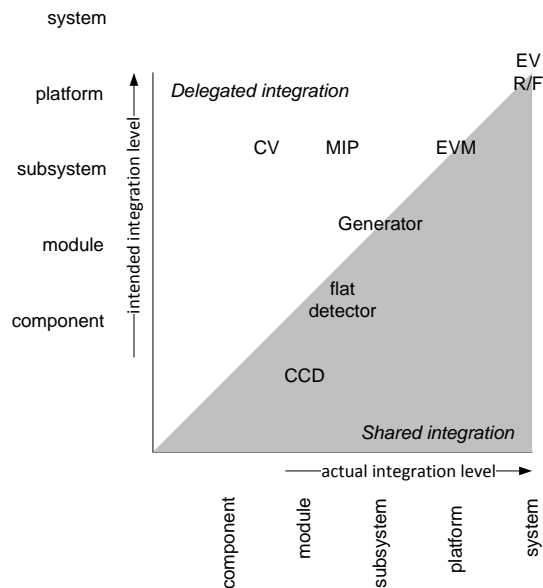 system
EV
R/F
platform
Delegated integration
CV
MIP
EVM
subsystem
intended integration level
Generator
module
flat
detector
component
CCD
Shared integration
actual integration level
component
module
subsystem
platform
system